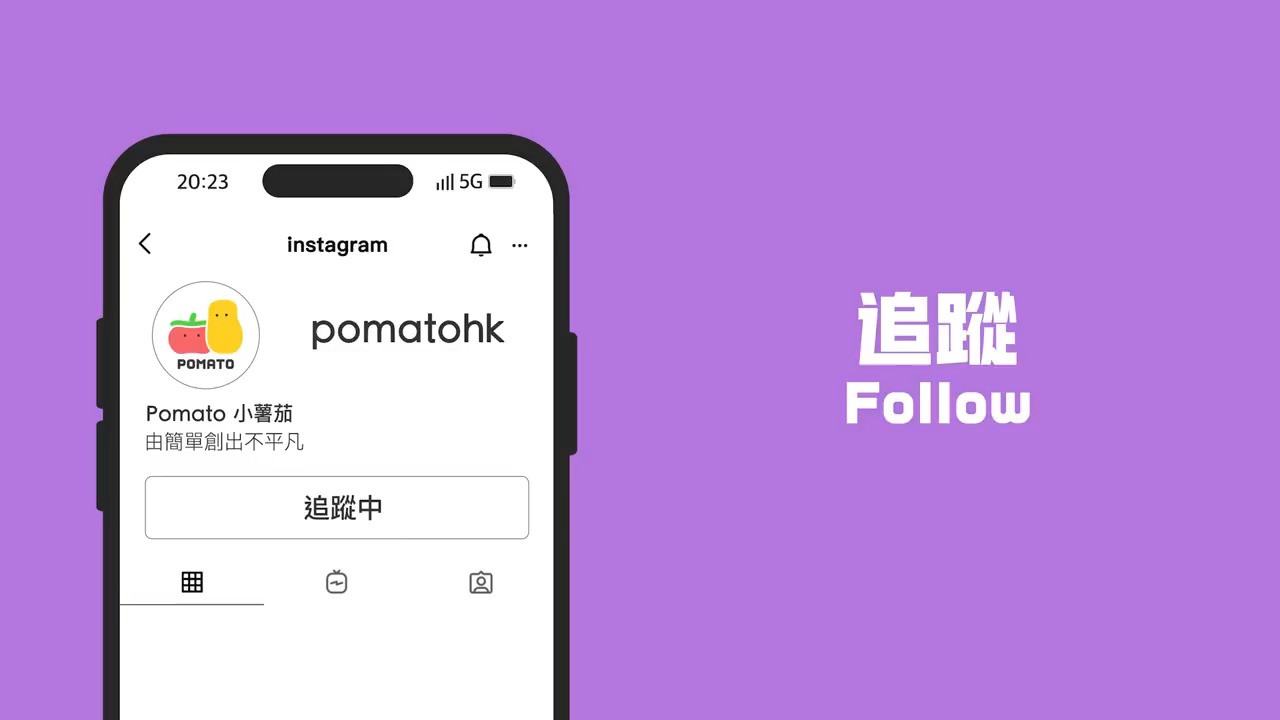 20:23
5G
instagram
POMATO
pomatohk
Pomato 小薯茄
由簡單創出不平凡
追蹤中
追蹤
Follow